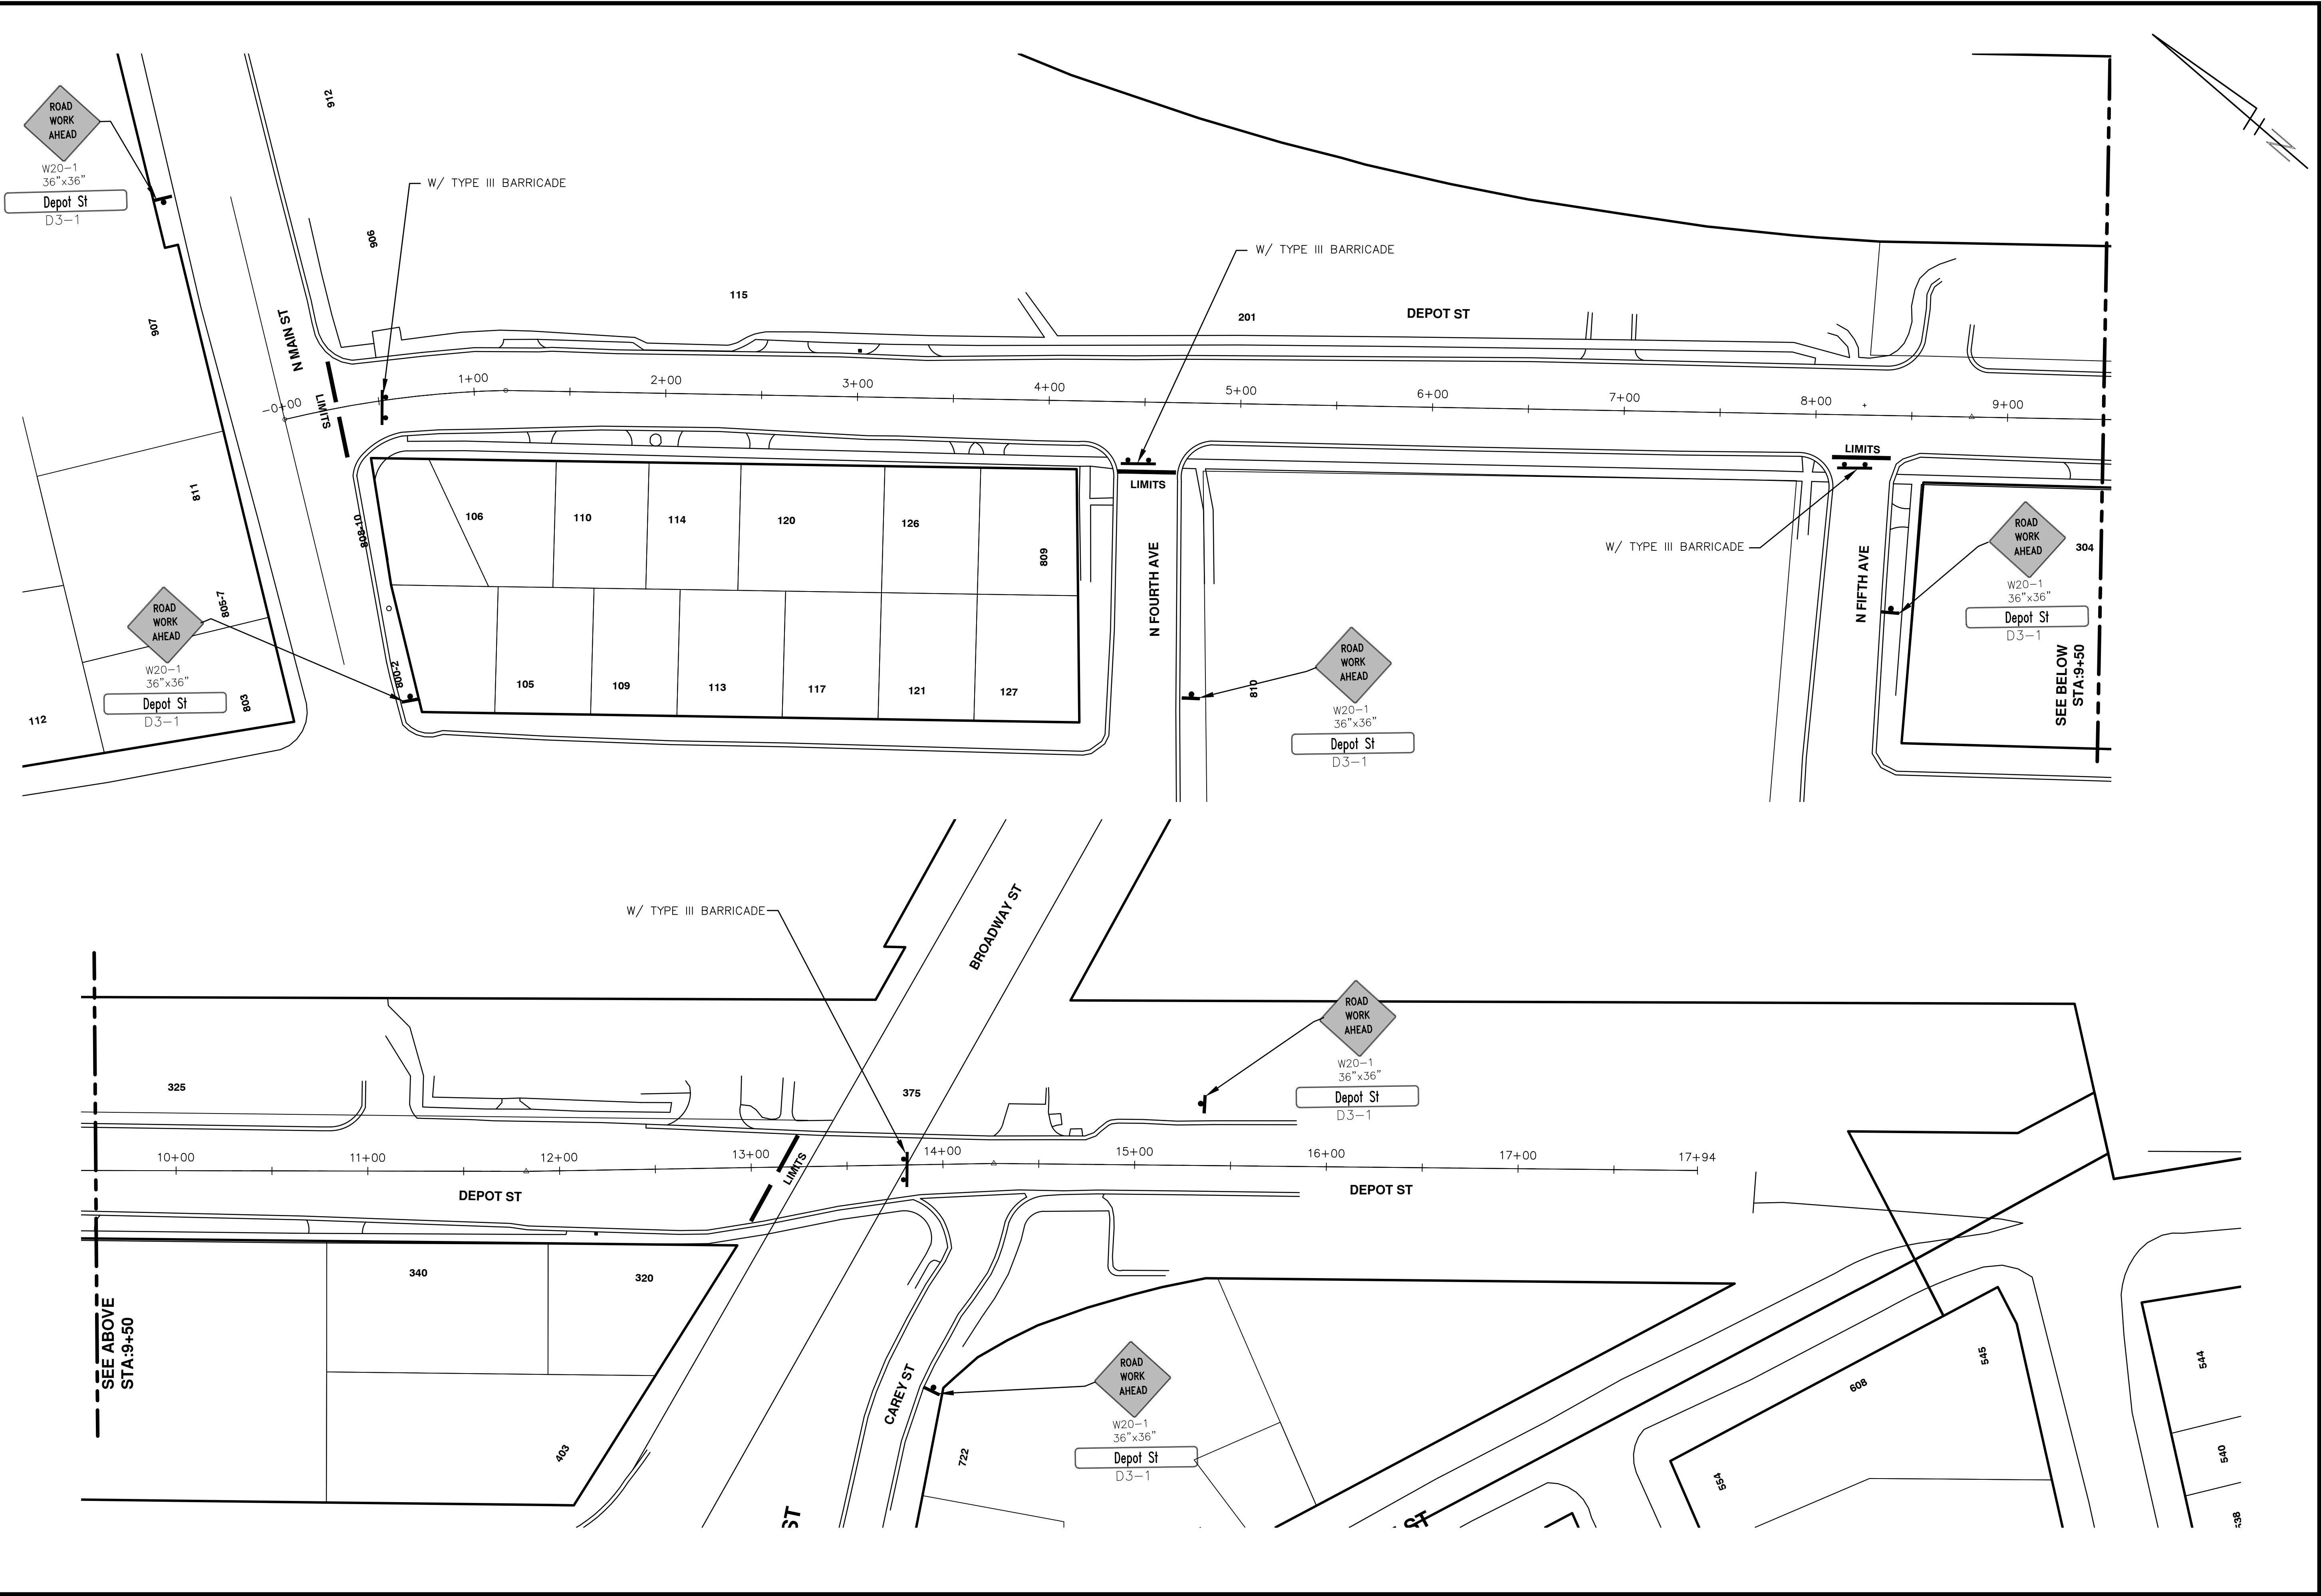 ROAD
WORK
AHEAD
W20-1
36"x36"
Depot St
D3-1
912
906
907
W/ TYPE III BARRICADE
N MAIN ST
LIMITS
115
W/ TYPE III BARRICADE
201
DEPOT ST
-0+00
1+00
2+00
3+00
4+00
5+00
6+00
7+00
8+00
9+00
811
808-10
805-7
800-2
803
112
ROAD
WORK
AHEAD
W20-1
36"x36"
Depot St
D3-1
106
110
114
120
126
809
105
109
113
117
121
127
LIMITS
N FOURTH AVE
810
ROAD
WORK
AHEAD
W20-1
36"x36"
Depot St
D3-1
LIMITS
W/ TYPE III BARRICADE
N FIFTH AVE
ROAD
WORK
AHEAD
W20-1
36"x36"
Depot St
D3-1
304
SEE BELOW
STA:9+50
N
W/ TYPE III BARRICADE
BROADWAY ST
325
375
ROAD
WORK
AHEAD
W20-1
36"x36"
Depot St
D3-1
10+00
11+00
12+00
13+00
14+00
15+00
16+00
17+00
17+94
LIMITS
DEPOT ST
DEPOT ST
SEE ABOVE
STA:9+50
340
320
403
CAREY ST
722
ROAD
WORK
AHEAD
W20-1
36"x36"
Depot St
D3-1
608
545
554
544
540
538
ST
ST